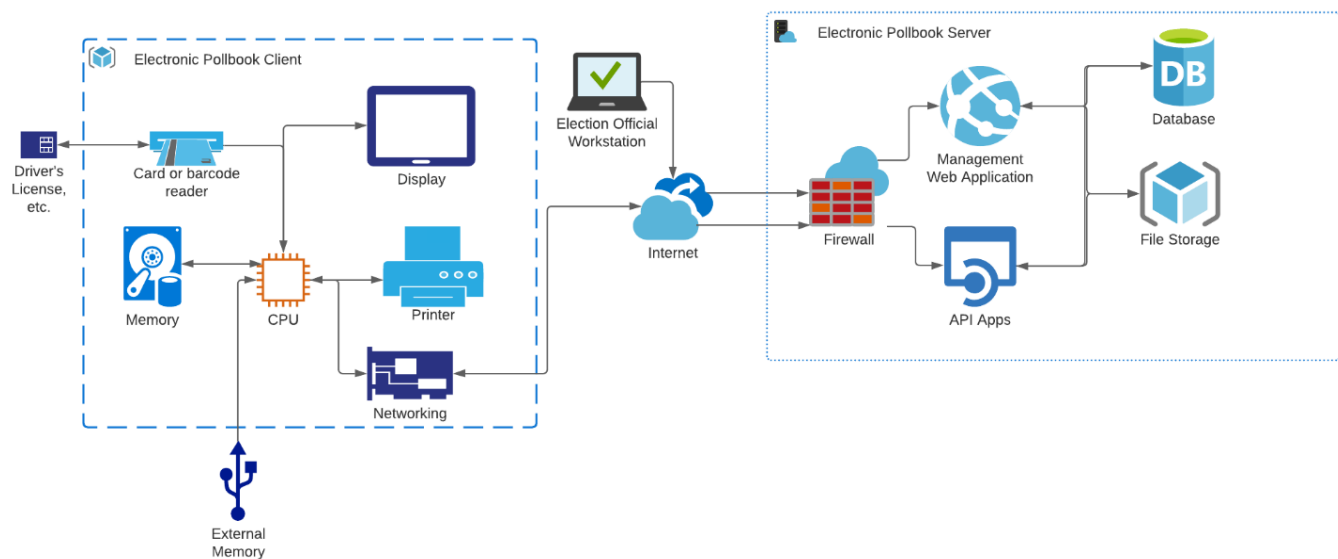 Electronic Pollbook Client
Electronic Pollbook Server
Driver's
License,
etc.
Card or barcode
reader
Display
Election Official
Workstation
Management
Web Application
DB
Database
Memory
CPU
Printer
Internet
Firewall
File Storage
API Apps
Networking
External
Memory